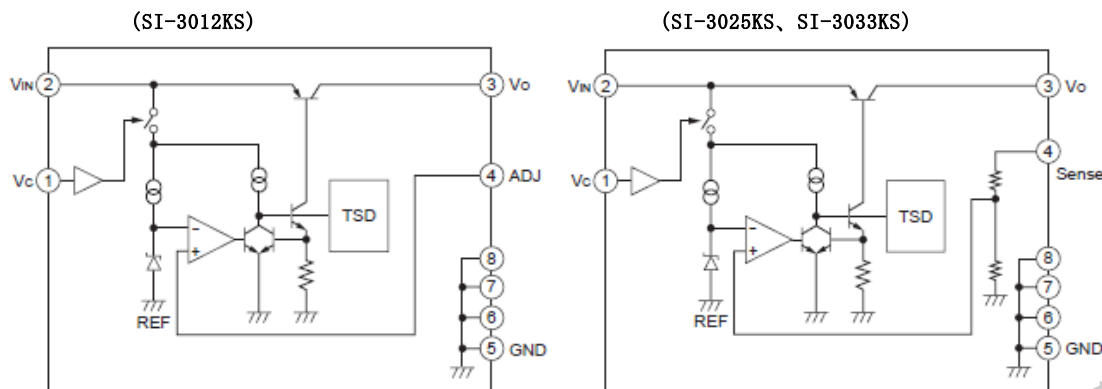 (SI-3012KS)
VIN 2
3 Vo
Vc 1
4 ADJ
TSD
−
+
REF
8
7
6
5 GND
(SI-3025KS、SI-3033KS)
VIN 2
3 Vo
Vc 1
4
Sense
TSD
−
+
REF
8
7
6
5 GND